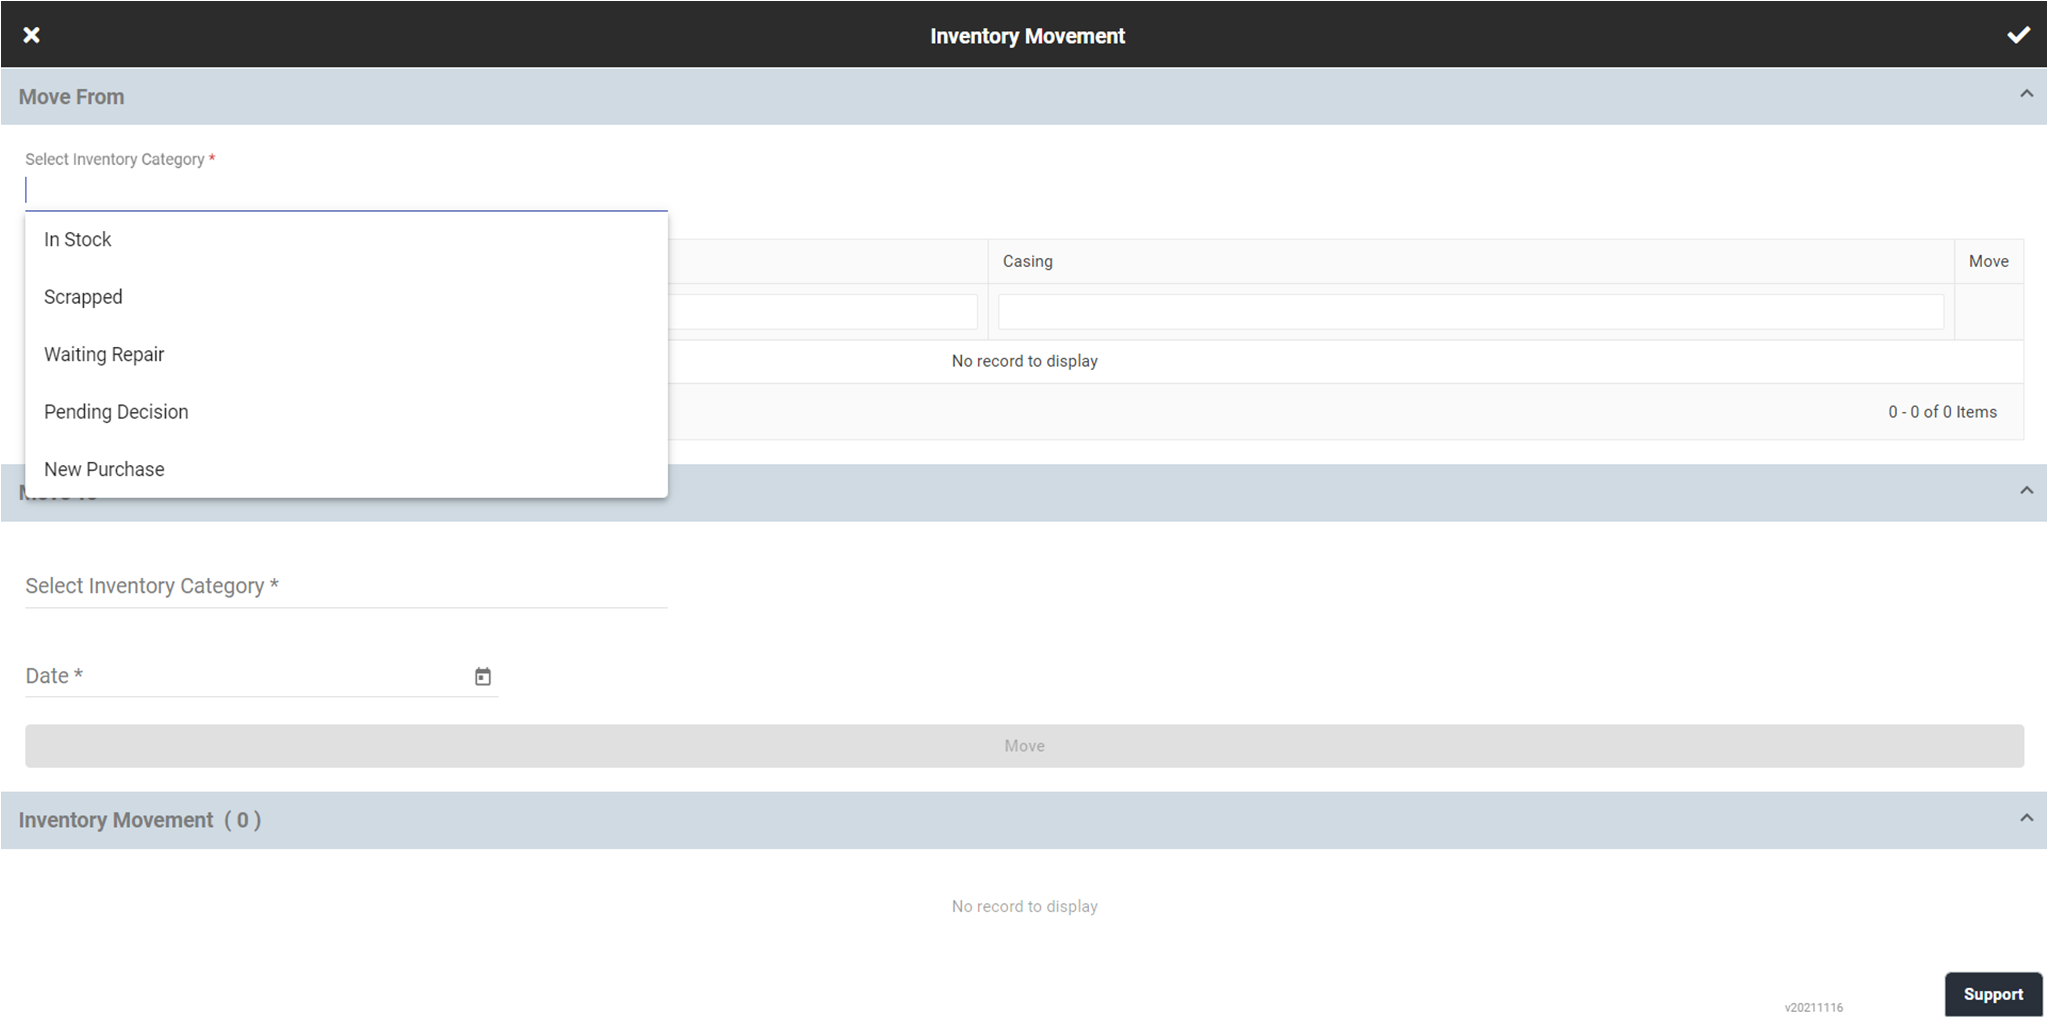 Inventory Movement
Move From
Select Inventory Category *
In Stock
Scrapped
Waiting Repair
Pending Decision
New Purchase
Casing
Move
No record to display
0 - 0 of 0 Items
Select Inventory Category *
Date *
Move
Inventory Movement ( 0 )
No record to display
v20211116
Support